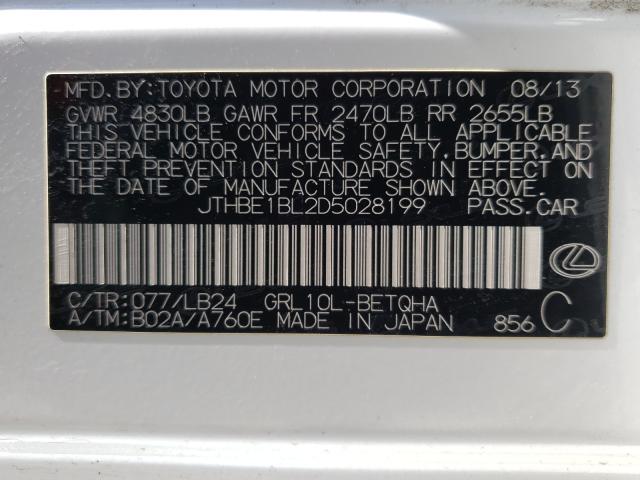 MFD.BY:TOYOTA MOTOR CORPORATION 08/13
GVWR 4830LB GAWR FR 2470LB RR 2655LB
THIS VEHICLE CONFORMS TO ALL APPLICABLE
FEDERAL MOTOR VEHICLE SAFETY,BUMPER,AND
THEFT PREVENTION STANDARDS IN EFFECT ON
THE DATE OF MANUFACTURE SHOWN ABOVE.
JTHBE1BL2D5028199 PASS.CAR
C/TR:077/LB24 GRL10L-BETQHA
A/TM:B02A/A760E MADE IN JAPAN 856 C